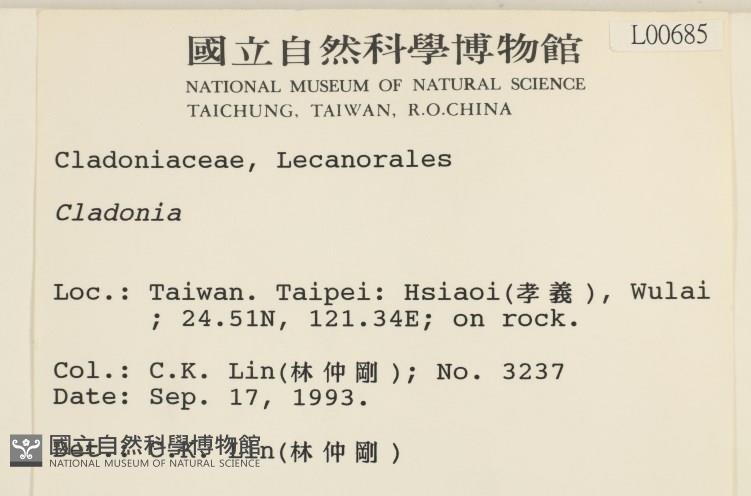 國立自然科學博物館
L00685
NATIONAL MUSEUM OF NATURAL SCIENCE
TAICHUNG, TAIWAN, R.O.CHINA
Cladoniaceae, Lecanorales
Cladonia
Loc.: Taiwan. Taipei: Hsiaoi(孝義), Wulai
; 24.51N, 121.34E; on rock.
Col.: C.K. Lin(林仲剛); No. 3237
Date: Sep. 17, 1993.
Det.: C.K. Lin(林仲剛)
國立自然科學博物館
NATIONAL MUSEUM OF NATURAL SCIENCE